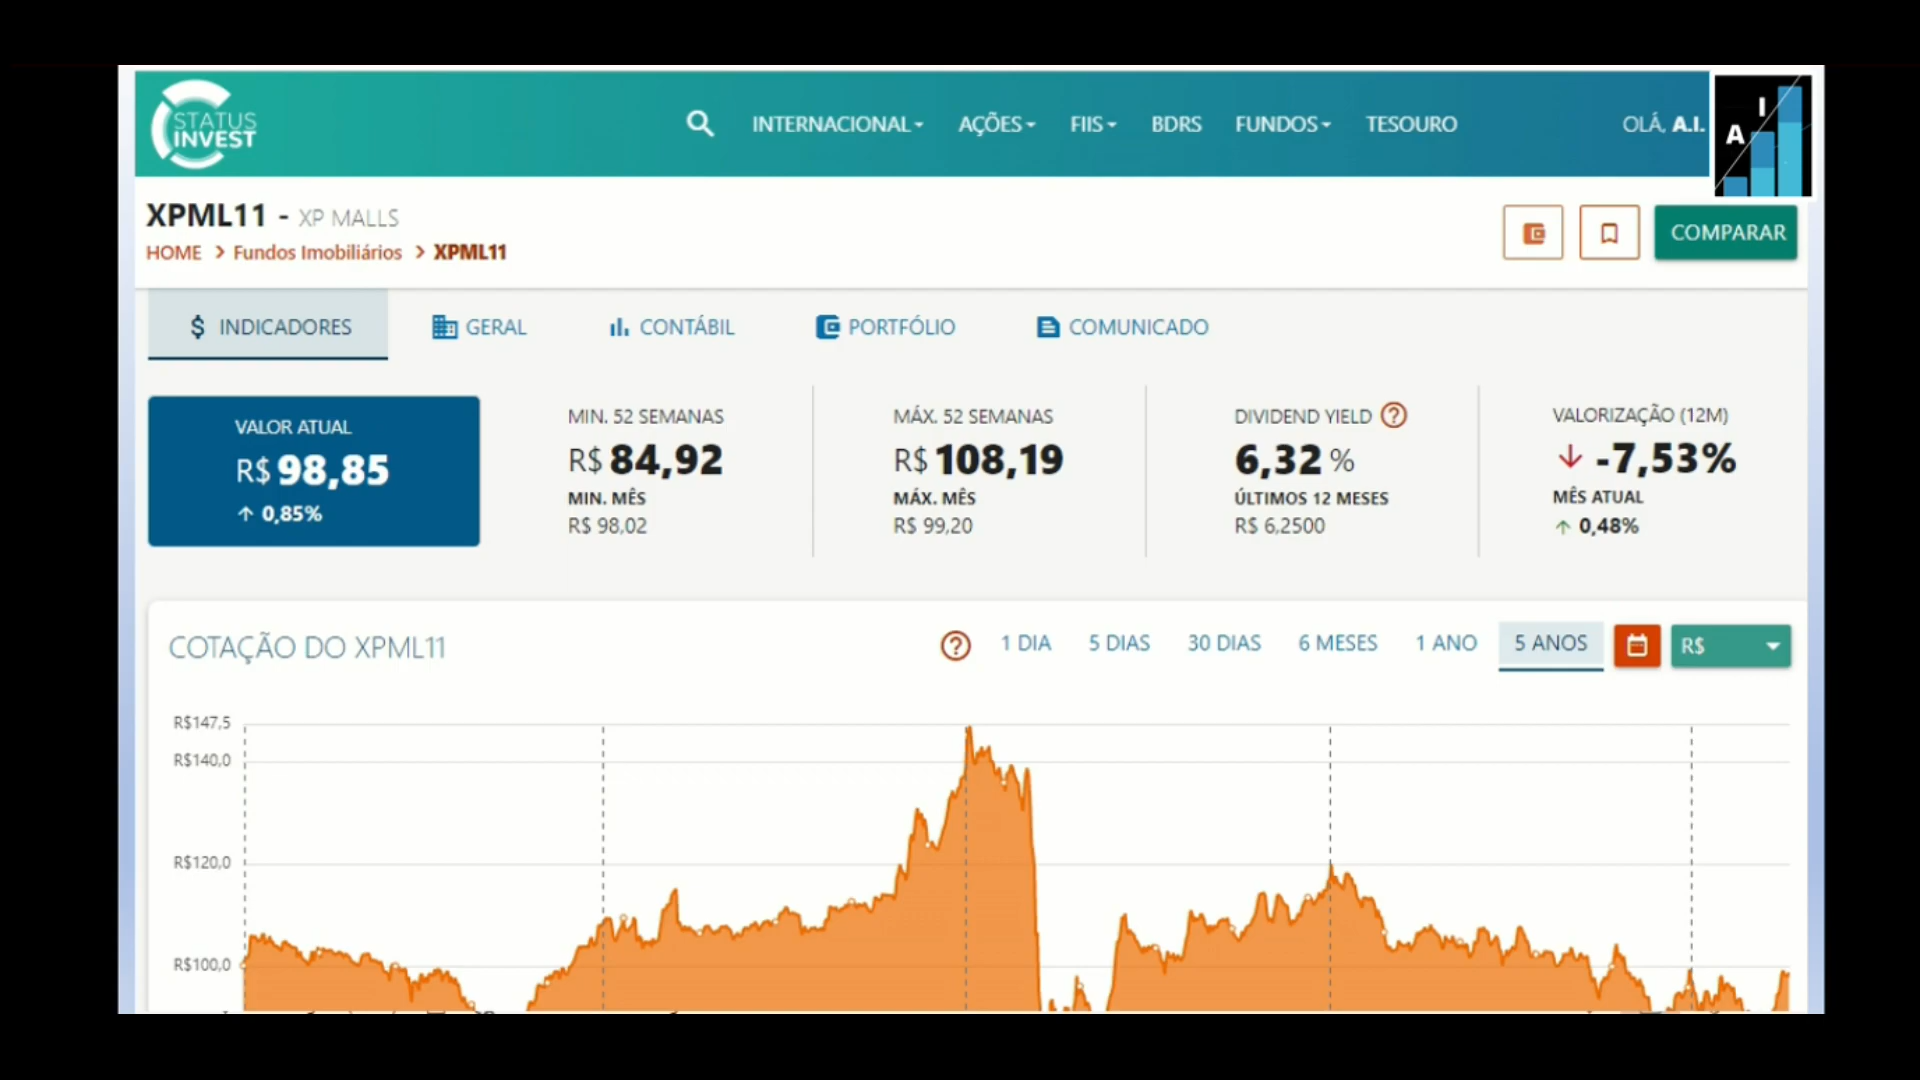 STATUS
INVEST
INTERNACIONAL
AÇÕES
FIIS
BDRS
FUNDOS
TESOURO
OLÁ, A.I.
A I
XPML11 - XP MALLS
HOME > Fundos Imobiliários > XPML11
COMPARAR
$ INDICADORES
GERAL
CONTÁBIL
PORTFÓLIO
COMUNICADO
VALOR ATUAL
R$ 98,85
↑ 0,85%
MIN. 52 SEMANAS
R$ 84,92
MIN. MÊS
R$ 98,02
MÁX. 52 SEMANAS
R$ 108,19
MÁX. MÊS
R$ 99,20
DIVIDEND YIELD ?
6,32 %
ÚLTIMOS 12 MESES
R$ 6,2500
VALORIZAÇÃO (12M)
↓ -7,53%
MÊS ATUAL
↑ 0,48%
COTAÇÃO DO XPML11
?
1 DIA
5 DIAS
30 DIAS
6 MESES
1 ANO
5 ANOS
R$
R$147,5
R$140,0
R$120,0
R$100,0